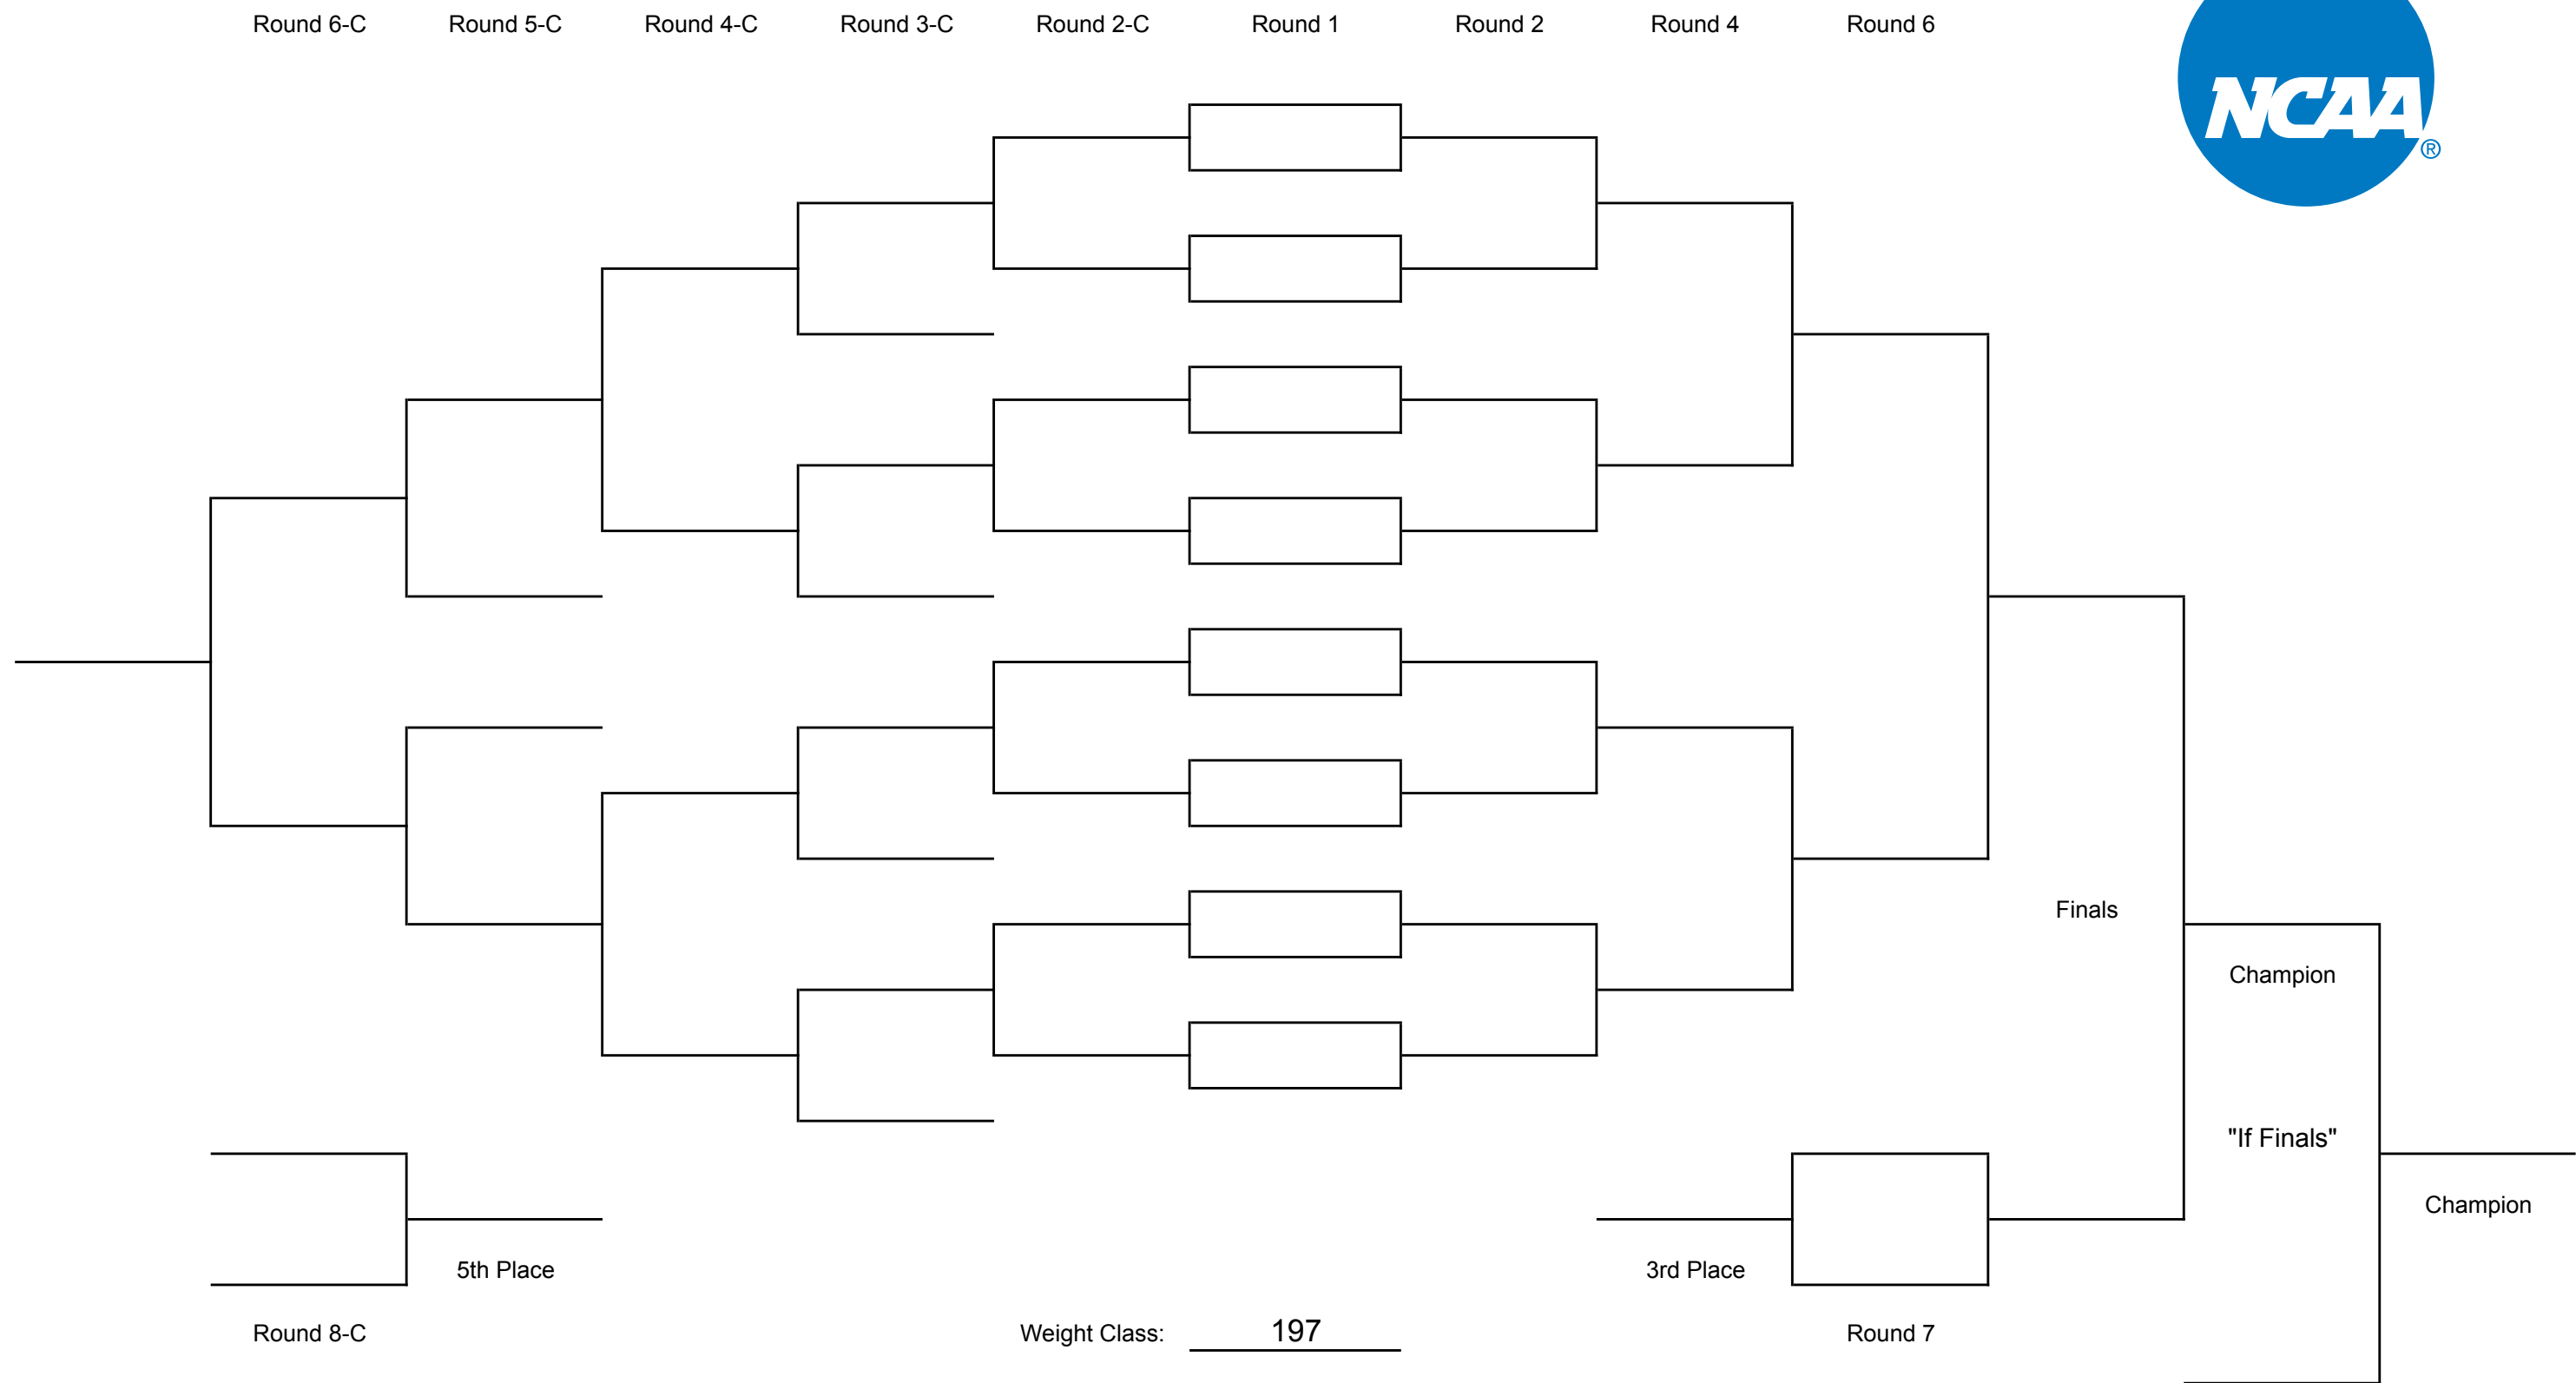 Round 6-C Round 5-C Round 4-C Round 3-C Round 2-C Round 1 Round 2 Round 4 Round 6
NCAA
®
Finals
Champion
"If Finals"
Champion
5th Place
3rd Place
Round 8-C
Weight Class: 197
Round 7